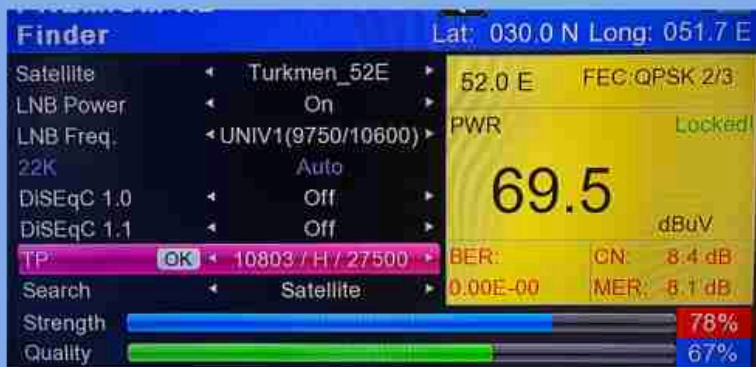 Finder Lat: 030.0 N Long: 051.7 E
Satellite Turkmen_52E
LNB Power On
LNB Freq. UNIV1(9750/10600)
22K Auto
DiSEqC 1.0 Off
DiSEqC 1.1 Off
TP: OK 10803 / H / 27500
Search Satellite
52.0 E FEC:QPSK 2/3
PWR Locked!
69.5
dBuV
BER: CN: 8.4 dB
0.00E-00 MER: 8.1 dB
Strength 78%
Quality 67%